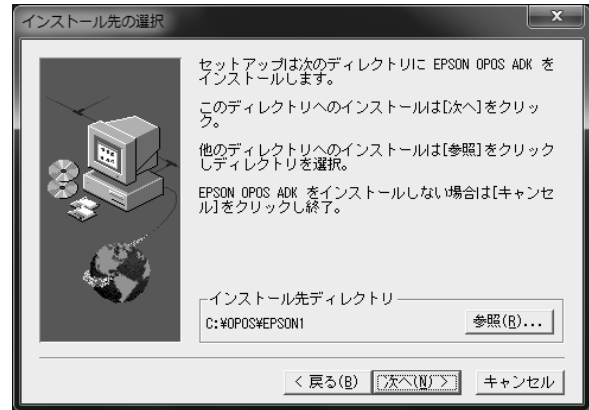 インストール先の選択
セットアップは次のディレクトリに EPSON OPOS ADK を
インストールします。
このディレクトリへのインストールは[次へ]をクリッ
ク。
他のディレクトリへのインストールは[参照]をクリック
しディレクトリを選択。
EPSON OPOS ADK をインストールしない場合は[キャンセ
ル]をクリックし終了。
インストール先ディレクトリ
C:¥OPOS¥EPSON1
参照(R)...
< 戻る(B)
次へ(N) >
キャンセル